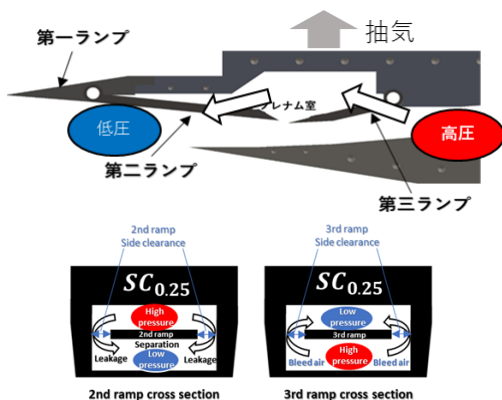 抽気
第一ランプ
プレナム室
低圧
高圧
第二ランプ
第三ランプ
2nd ramp
Side clearance
3rd ramp
Side clearance
SC0.25
SC0.25
High
pressure
Low
pressure
2nd ramp
3rd ramp
Separation
Leakage
Low
pressure
Leakage
Bleed air
High
pressure
Bleed air
2nd ramp cross section
3rd ramp cross section